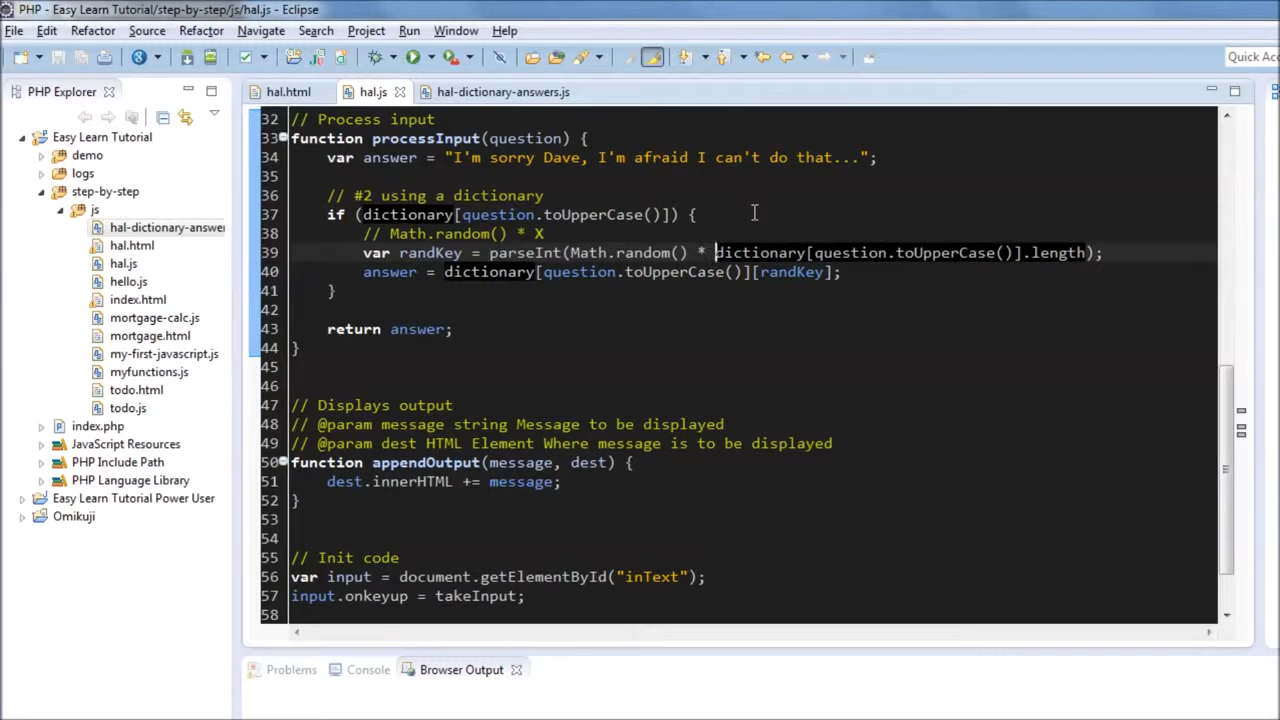 PHP - Easy Learn Tutorial/step-by-step/js/hal.js - Eclipse
File Edit Refactor Source Refactor Navigate Search Project Run Window Help
Quick Ac
PHP Explorer
Easy Learn Tutorial
demo
logs
step-by-step
js
hal-dictionary-answer
hal.html
hal.js
hello.js
index.html
mortgage-calc.js
mortgage.html
my-first-javascript.js
myfunctions.js
todo.html
todo.js
index.php
JavaScript Resources
PHP Include Path
PHP Language Library
Easy Learn Tutorial Power User
Omikuji
hal.html hal.js hal-dictionary-answers.js
32 // Process input
33 function processInput(question) {
34 var answer = "I'm sorry Dave, I'm afraid I can't do that...";
35
36 // #2 using a dictionary
37 if (dictionary[question.toUpperCase()]) {
38 // Math.random() * X
39 var randKey = parseInt(Math.random() * dictionary[question.toUpperCase()].length);
40 answer = dictionary[question.toUpperCase()][randKey];
41 }
42
43 return answer;
44 }
45
46
47 // Displays output
48 // @param message string Message to be displayed
49 // @param dest HTML Element Where message is to be displayed
50 function appendOutput(message, dest) {
51 dest.innerHTML += message;
52 }
53
54
55 // Init code
56 var input = document.getElementById("inText");
57 input.onkeyup = takeInput;
58
Problems Console Browser Output